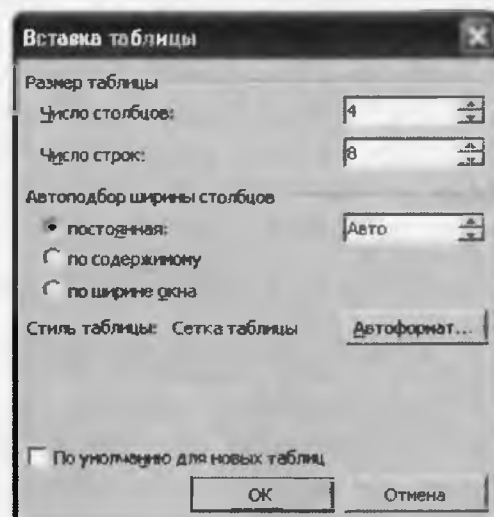 Вставка таблицы
Размер таблицы
Число столбцов: 4
Число строк: 8
Автоподбор ширины столбцов
постоянная: Авто
по содержимому
по ширине окна
Стиль таблицы: Сетка таблицы Автоформат...
По умолчанию для новых таблиц
ОК Отмена